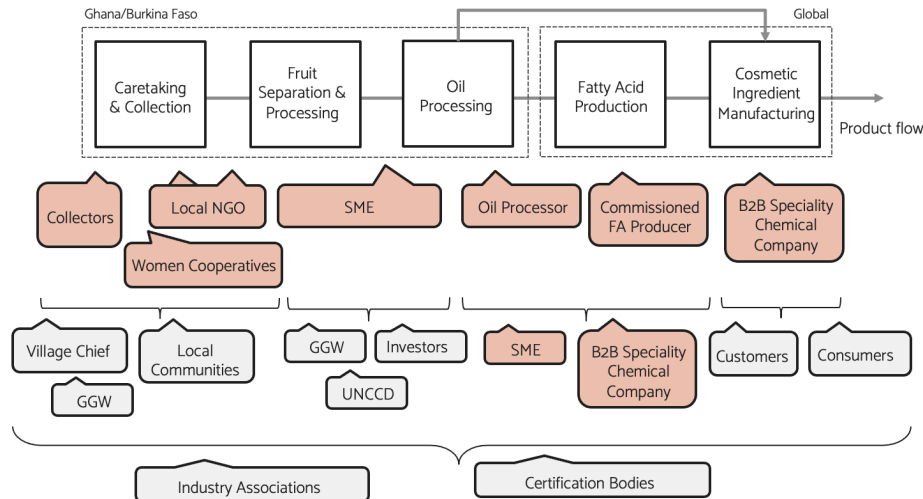 Ghana/Burkina Faso
Global
Caretaking
& Collection
Fruit
Separation &
Processing
Oil
Processing
Fatty Acid
Production
Cosmetic
Ingredient
Manufacturing
Product flow
Collectors
Local NGO
Women Cooperatives
SME
Oil Processor
Commissioned
FA Producer
B2B Speciality
Chemical
Company
Village Chief
GGW
Local
Communities
GGW
Investors
UNCCD
SME
B2B Speciality
Chemical
Company
Customers
Consumers
Industry Associations
Certification Bodies